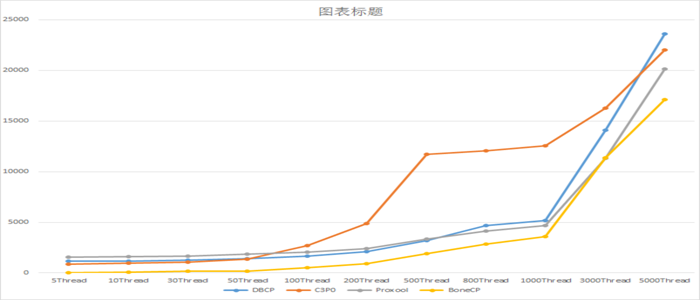 图表标题
25000
20000
15000
10000
5000
0
5Thread 10Thread 30Thread 50Thread 100Thread 200Thread 500Thread 800Thread 1000Thread 3000Thread 5000Thread
DBCP C3P0 Proxool BoneCP